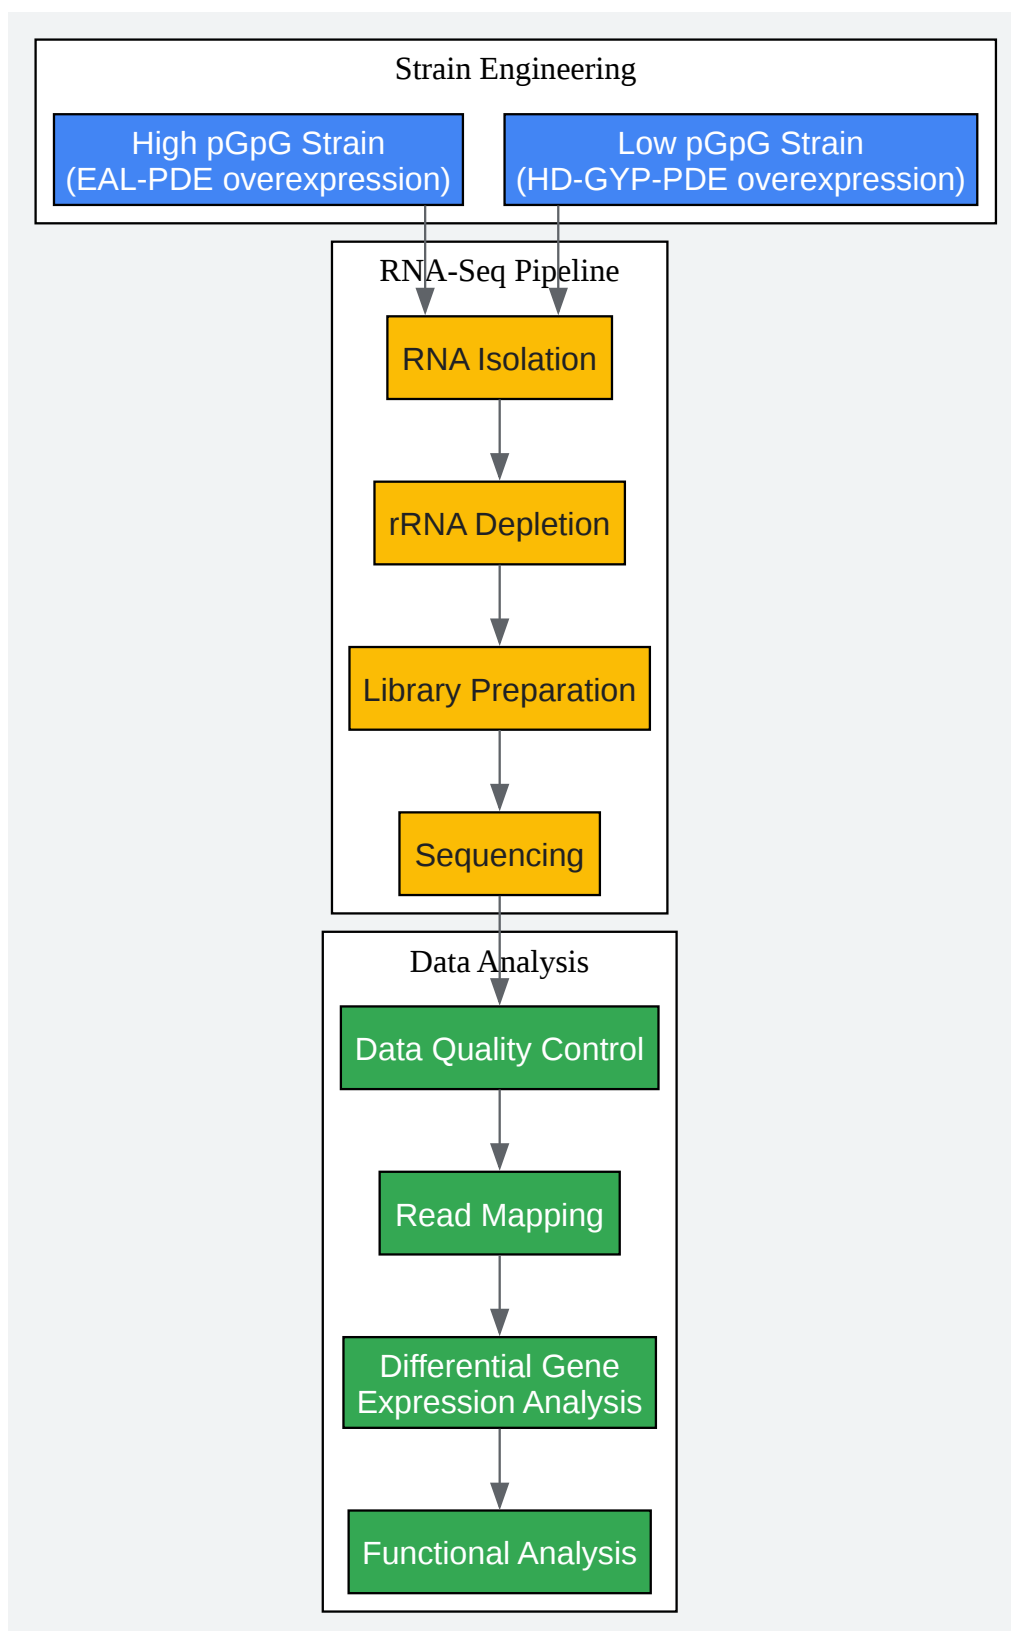 Strain Engineering
High pGpG Strain
(EAL-PDE overexpression)
Low pGpG Strain
(HD-GYP-PDE overexpression)
RNA-Seq Pipeline
RNA Isolation
rRNA Depletion
Library Preparation
Sequencing
Data Analysis
Data Quality Control
Read Mapping
Differential Gene
Expression Analysis
Functional Analysis